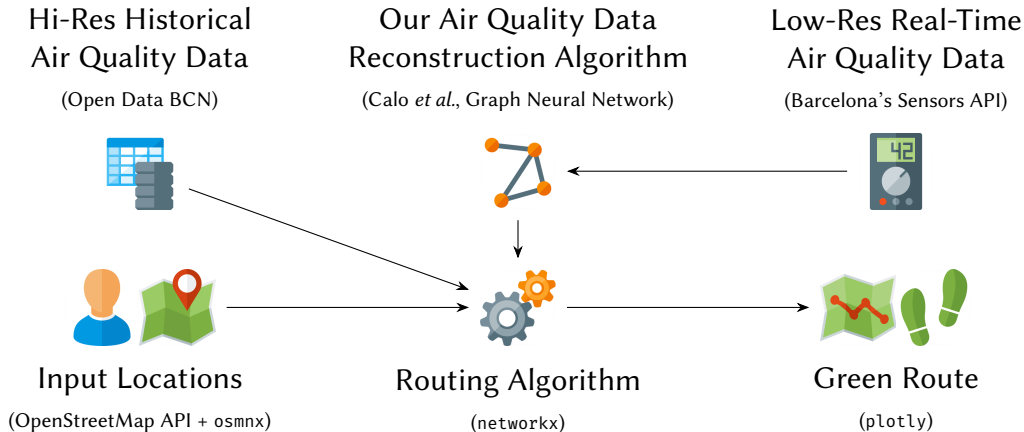 Hi-Res Historical
Air Quality Data
(Open Data BCN)
Our Air Quality Data
Reconstruction Algorithm
(Calo et al., Graph Neural Network)
Low-Res Real-Time
Air Quality Data
(Barcelona's Sensors API)
42
Input Locations
(OpenStreetMap API + osmnx)
Routing Algorithm
(networkx)
Green Route
(plotly)